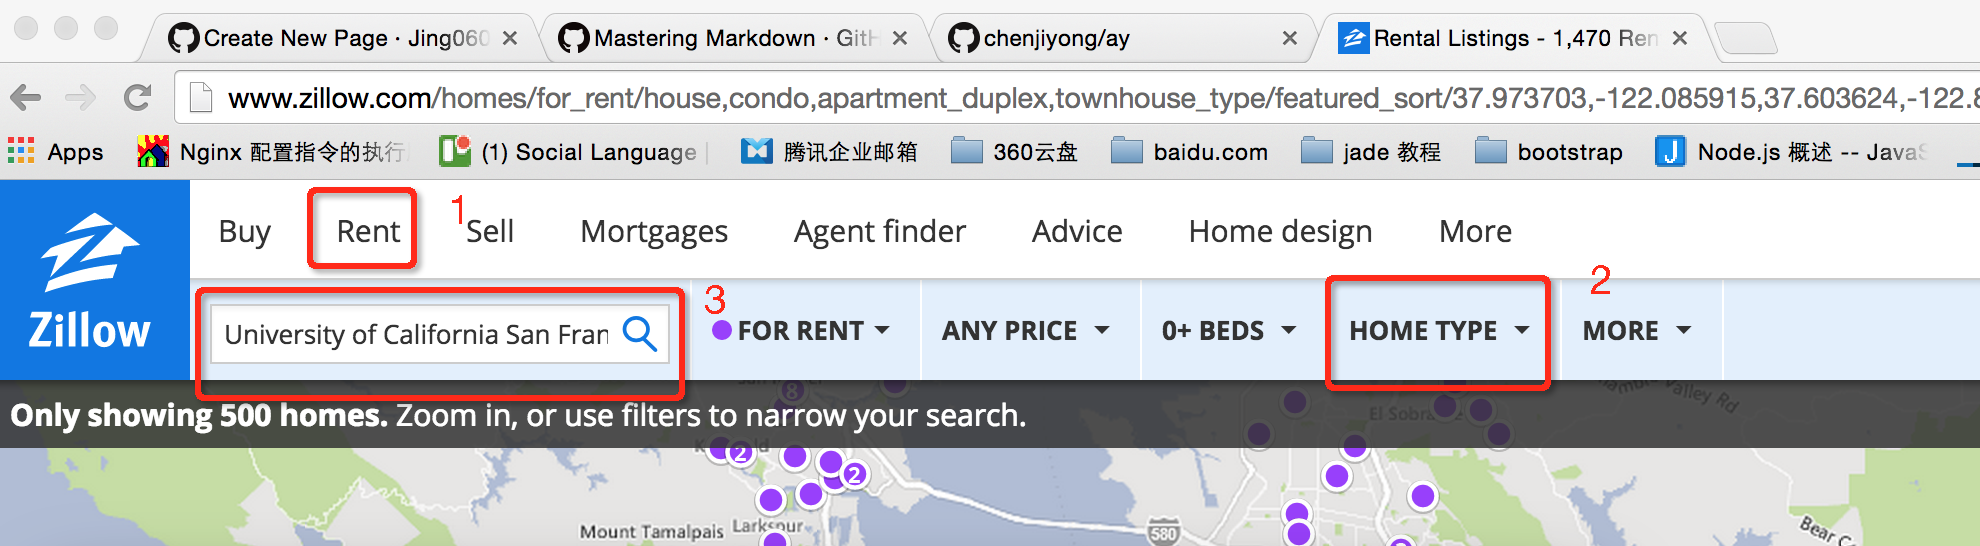 Create New Page · Jing060
Mastering Markdown · GitH
chenjiyong/ay
Rental Listings - 1,470 Ren
www.zillow.com/homes/for_rent/house,condo,apartment_duplex,townhouse_type/featured_sort/37.973703,-122.085915,37.603624,-122.8
Apps
Nginx 配置指令的执行
(1) Social Language
腾讯企业邮箱
360云盘
baidu.com
jade 教程
bootstrap
Node.js 概述 -- JavaS
Buy
Rent
1
Sell
Mortgages
Agent finder
Advice
Home design
More
Zillow
University of California San Fran
3
FOR RENT
ANY PRICE
0+ BEDS
HOME TYPE
2
MORE
Only showing 500 homes. Zoom in, or use filters to narrow your search.
8
El Sobra
Valley Rd
2
2
Mount Tamalpais
Larkspur
580
Bear C